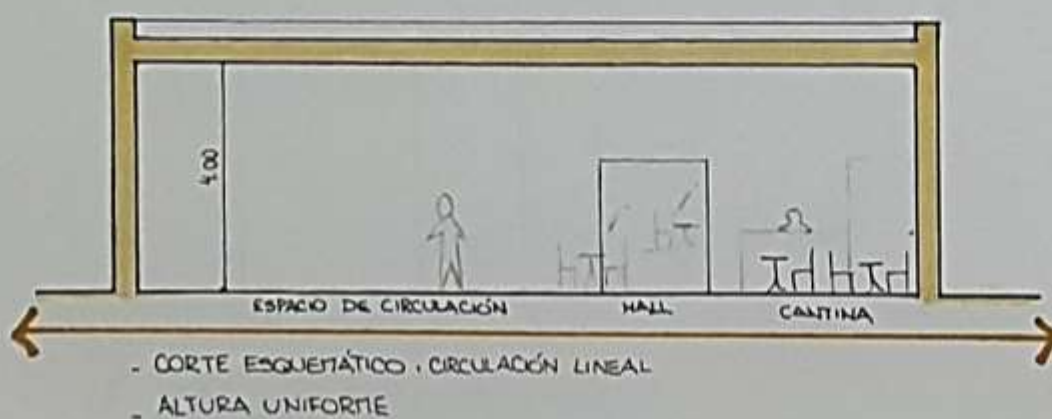 4.00
ESPACIO DE CIRCULACIÓN HALL CANTINA
- CORTE ESQUEMÁTICO . CIRCULACIÓN LINEAL
- ALTURA UNIFORME